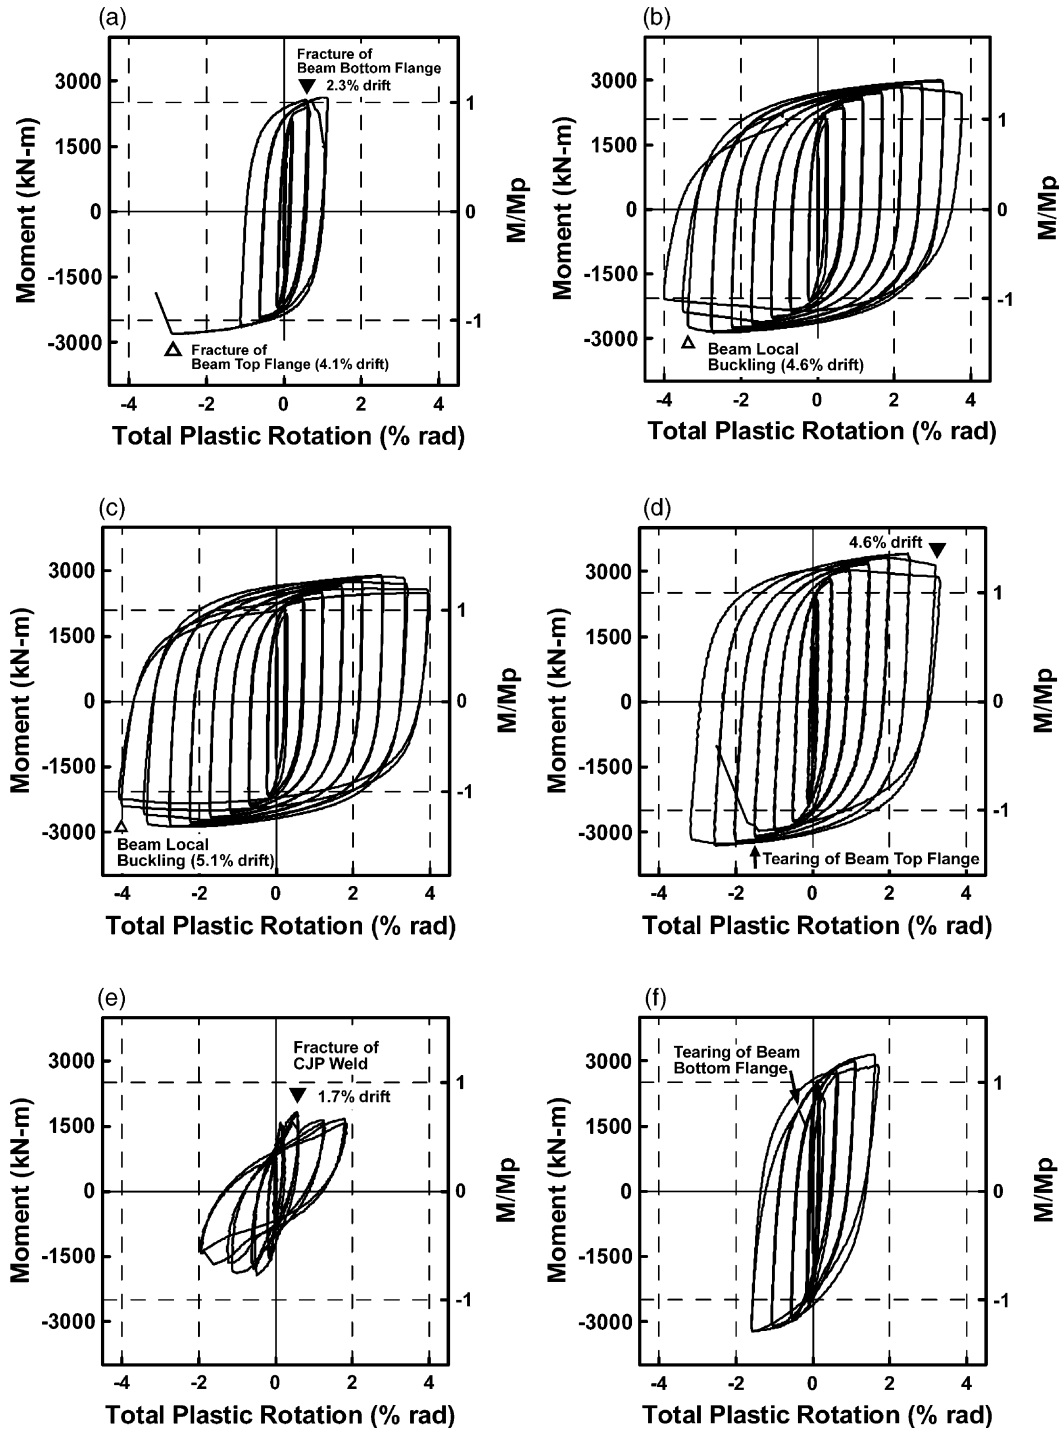 (a)
Fracture of
Beam Bottom Flange
2.3% drift
3000
1500
0
-1500
-3000
1
0
-1
Moment (kN-m)
M/Mp
Fracture of
Beam Top Flange (4.1% drift)
-4 -2 0 2 4
Total Plastic Rotation (% rad)
(b)
3000
1500
0
-1500
-3000
1
0
-1
Moment (kN-m)
M/Mp
Beam Local
Buckling (4.6% drift)
-4 -2 0 2 4
Total Plastic Rotation (% rad)
(c)
3000
1500
0
-1500
-3000
1
0
-1
Moment (kN-m)
M/Mp
Beam Local
Buckling (5.1% drift)
-4 -2 0 2 4
Total Plastic Rotation (% rad)
(d)
4.6% drift
3000
1500
0
-1500
-3000
1
0
-1
Moment (kN-m)
M/Mp
Tearing of Beam Top Flange
-4 -2 0 2 4
Total Plastic Rotation (% rad)
(e)
Fracture of
CJP Weld
1.7% drift
3000
1500
0
-1500
-3000
1
0
-1
Moment (kN-m)
M/Mp
-4 -2 0 2 4
Total Plastic Rotation (% rad)
(f)
Tearing of Beam
Bottom Flange
3000
1500
0
-1500
-3000
1
0
-1
Moment (kN-m)
M/Mp
-4 -2 0 2 4
Total Plastic Rotation (% rad)